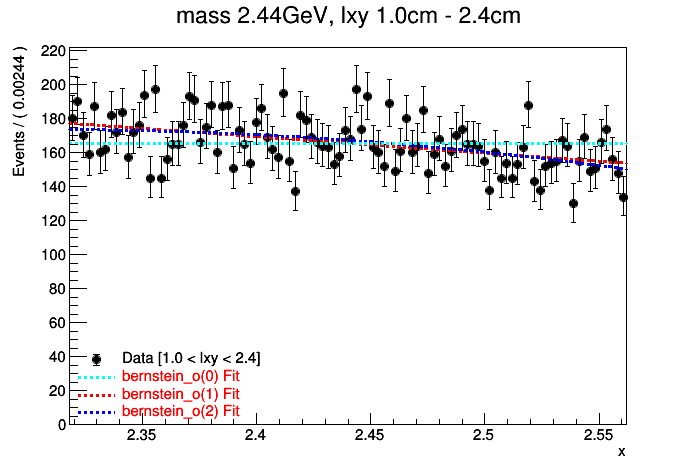 mass 2.44GeV, lxy 1.0cm - 2.4cm
Events / ( 0.00244 )
220
200
180
160
140
120
100
80
60
40
20
0
Data [1.0 < lxy < 2.4]
bernstein_o(0) Fit
bernstein_o(1) Fit
bernstein_o(2) Fit
2.35 2.4 2.45 2.5 2.55
x